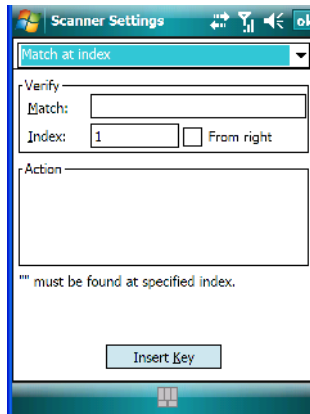 Scanner Settings ok
Match at index
Verify
Match:
Index: 1 From right
Action
"" must be found at specified index.
Insert Key